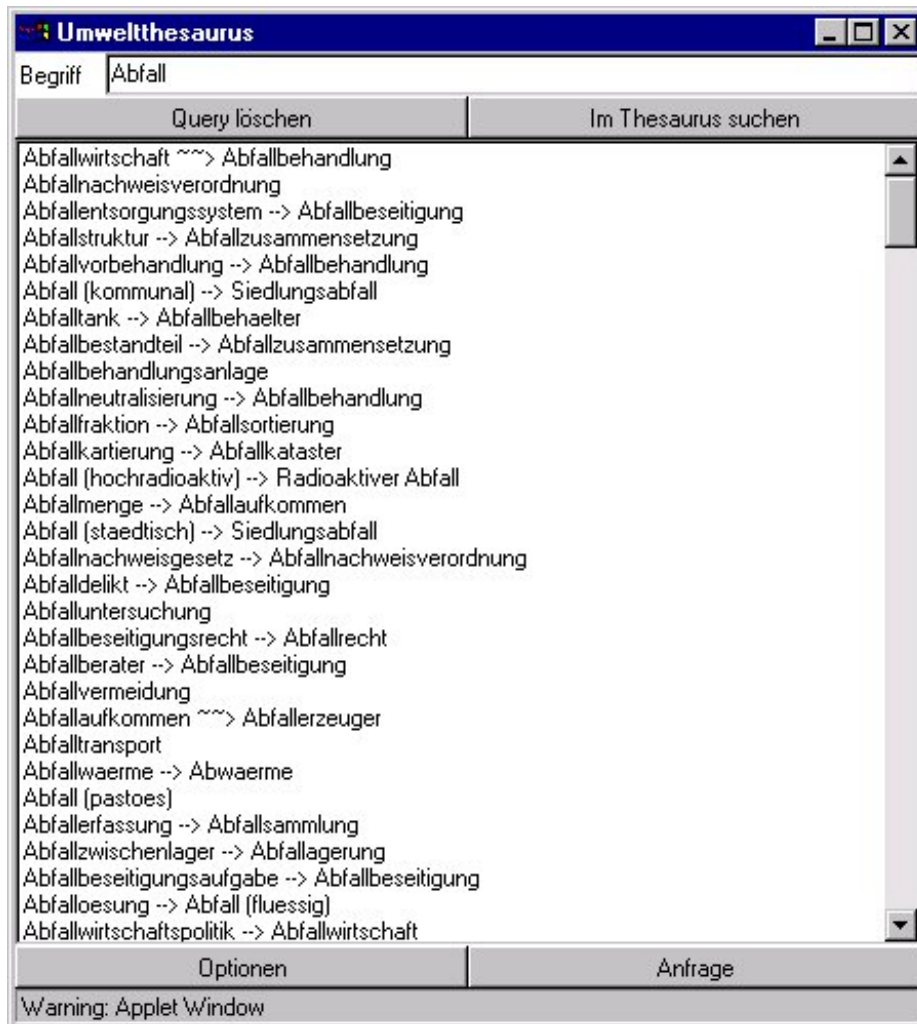 Umweltthesaurus
Begriff Abfall
Query löschen Im Thesaurus suchen
Abfallwirtschaft ~~> Abfallbehandlung
Abfallnachweisverordnung
Abfallentsorgungssystem --> Abfallbeseitigung
Abfallstruktur --> Abfallzusammensetzung
Abfallvorbehandlung --> Abfallbehandlung
Abfall (kommunal) --> Siedlungsabfall
Abfalltank --> Abfallbehaelter
Abfallbestandteil --> Abfallzusammensetzung
Abfallbehandlungsanlage
Abfallneutralisierung --> Abfallbehandlung
Abfallfraktion --> Abfallsortierung
Abfallkartierung --> Abfallkataster
Abfall (hochradioaktiv) --> Radioaktiver Abfall
Abfallmenge --> Abfallaufkommen
Abfall (staedtisch) --> Siedlungsabfall
Abfallnachweisgesetz --> Abfallnachweisverordnung
Abfalldelikt --> Abfallbeseitigung
Abfalluntersuchung
Abfallbeseitigungsrecht --> Abfallrecht
Abfallberater --> Abfallbeseitigung
Abfallvermeidung
Abfallaufkommen ~~> Abfallerzeuger
Abfalltransport
Abfallwaerme --> Abwaerme
Abfall (pastoes)
Abfallerfassung --> Abfallsammlung
Abfallzwischenlager --> Abfallagerung
Abfallbeseitigungsaufgabe --> Abfallbeseitigung
Abfalloesung --> Abfall (fluessig)
Abfallwirtschaftspolitik --> Abfallwirtschaft
Optionen Anfrage
Warning: Applet Window